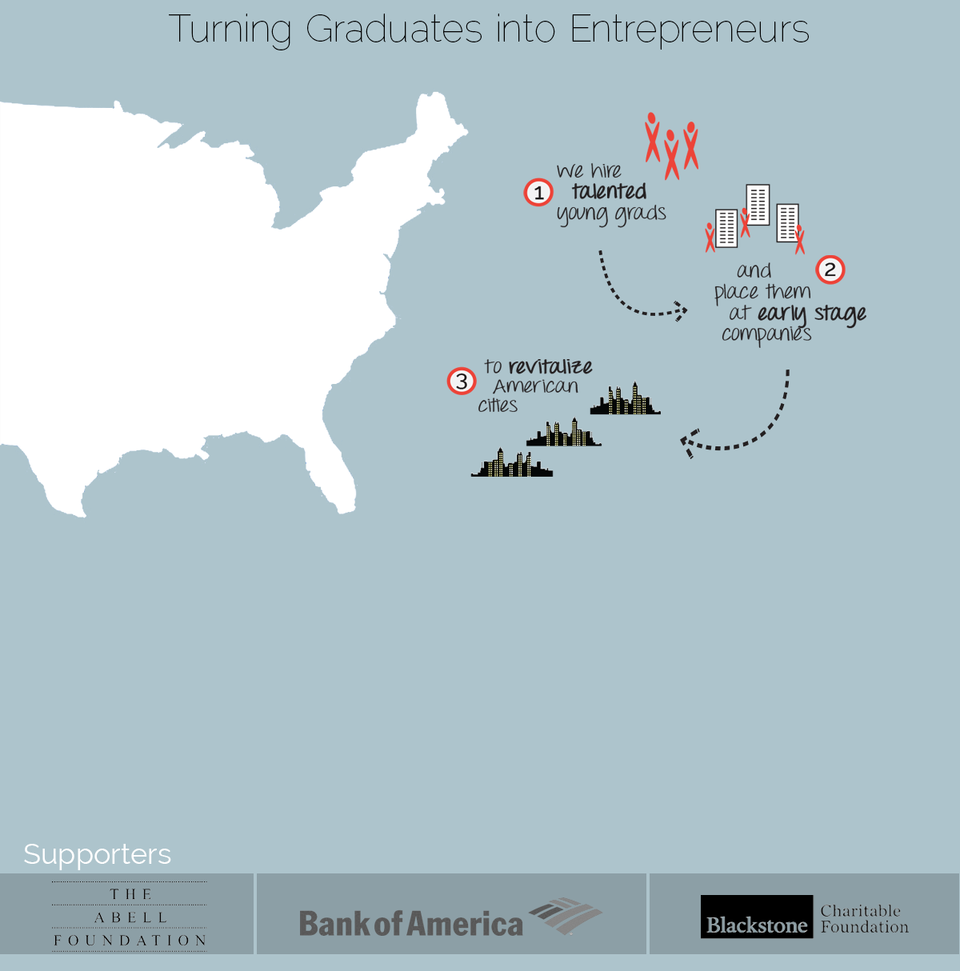 Turning Graduates into Entrepreneurs
1
we hire
talented
young grads
2
and
place them
at early stage
companies
3
to revitalize
American
cities
Supporters
THE
ABELL
FOUNDATION
Bank of America
Blackstone
Charitable
Foundation